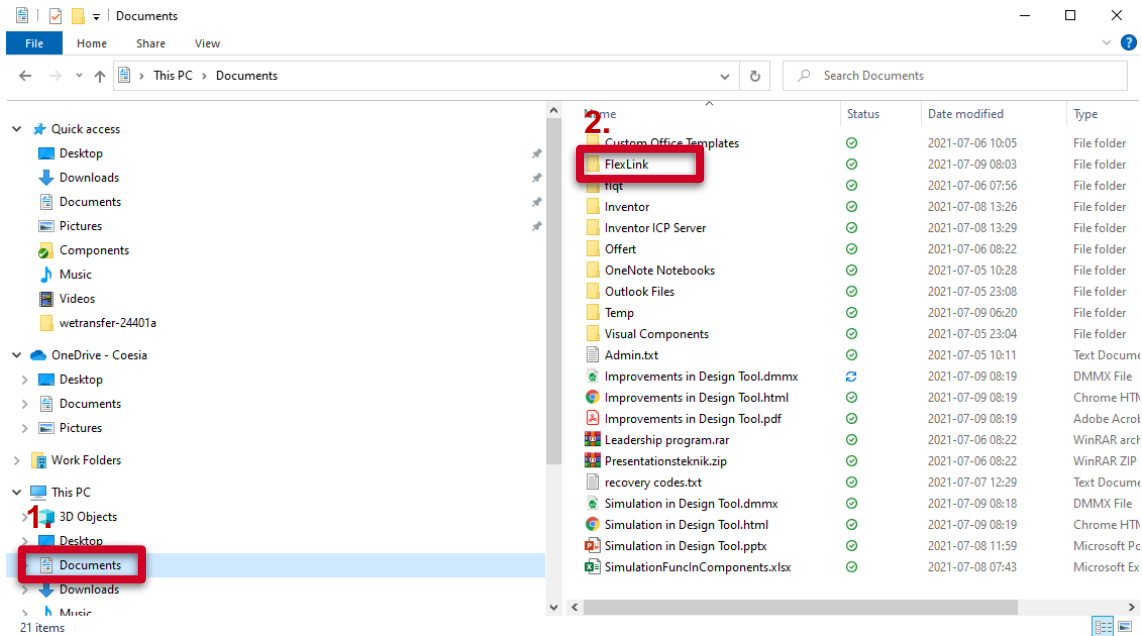 Documents
File Home Share View
This PC > Documents
Search Documents
Quick access
Desktop
Downloads
Documents
Pictures
Components
Music
Videos
wetransfer-24401a
OneDrive - Coesia
Desktop
Documents
Pictures
Work Folders
This PC
1.
3D Objects
Desktop
Documents
Downloads
Music
21 items
2.
Name Status Date modified Type
Custom Office Templates 2021-07-06 10:05 File folder
FlexLink 2021-07-09 08:03 File folder
flqt 2021-07-06 07:56 File folder
Inventor 2021-07-08 13:26 File folder
Inventor ICP Server 2021-07-08 13:29 File folder
Offert 2021-07-06 08:22 File folder
OneNote Notebooks 2021-07-05 10:28 File folder
Outlook Files 2021-07-05 23:08 File folder
Temp 2021-07-09 06:20 File folder
Visual Components 2021-07-05 23:04 File folder
Admin.txt 2021-07-05 10:11 Text Docume
Improvements in Design Tool.dmmx 2021-07-09 08:19 DMMX File
Improvements in Design Tool.html 2021-07-09 08:19 Chrome HTM
Improvements in Design Tool.pdf 2021-07-09 08:19 Adobe Acrob
Leadership program.rar 2021-07-06 08:22 WinRAR arch
Presentationsteknik.zip 2021-07-06 08:22 WinRAR ZIP
recovery codes.txt 2021-07-07 12:29 Text Docume
Simulation in Design Tool.dmmx 2021-07-09 08:18 DMMX File
Simulation in Design Tool.html 2021-07-09 08:19 Chrome HTM
Simulation in Design Tool.pptx 2021-07-08 11:59 Microsoft Po
SimulationFuncInComponents.xlsx 2021-07-08 07:43 Microsoft Ex